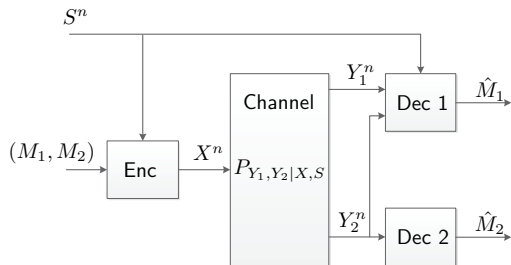 S^n
Y_1^n
Dec 1
\hat{M}_1
Channel
(M_1, M_2)
Enc
X^n
P_{Y_1,Y_2|X,S}
Y_2^n
Dec 2
\hat{M}_2